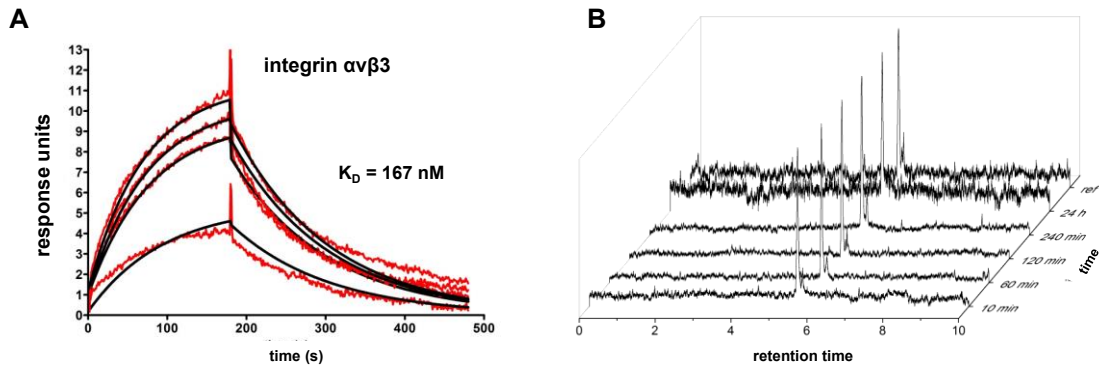 A
integrin αvβ3
K_D = 167 nM
response units
13
12
11
10
9
8
7
6
5
4
3
2
1
0
0 100 200 300 400 500
time (s)
B
ref
24 h
240 min
120 min
60 min
10 min
time
0 2 4 6 8 10
retention time